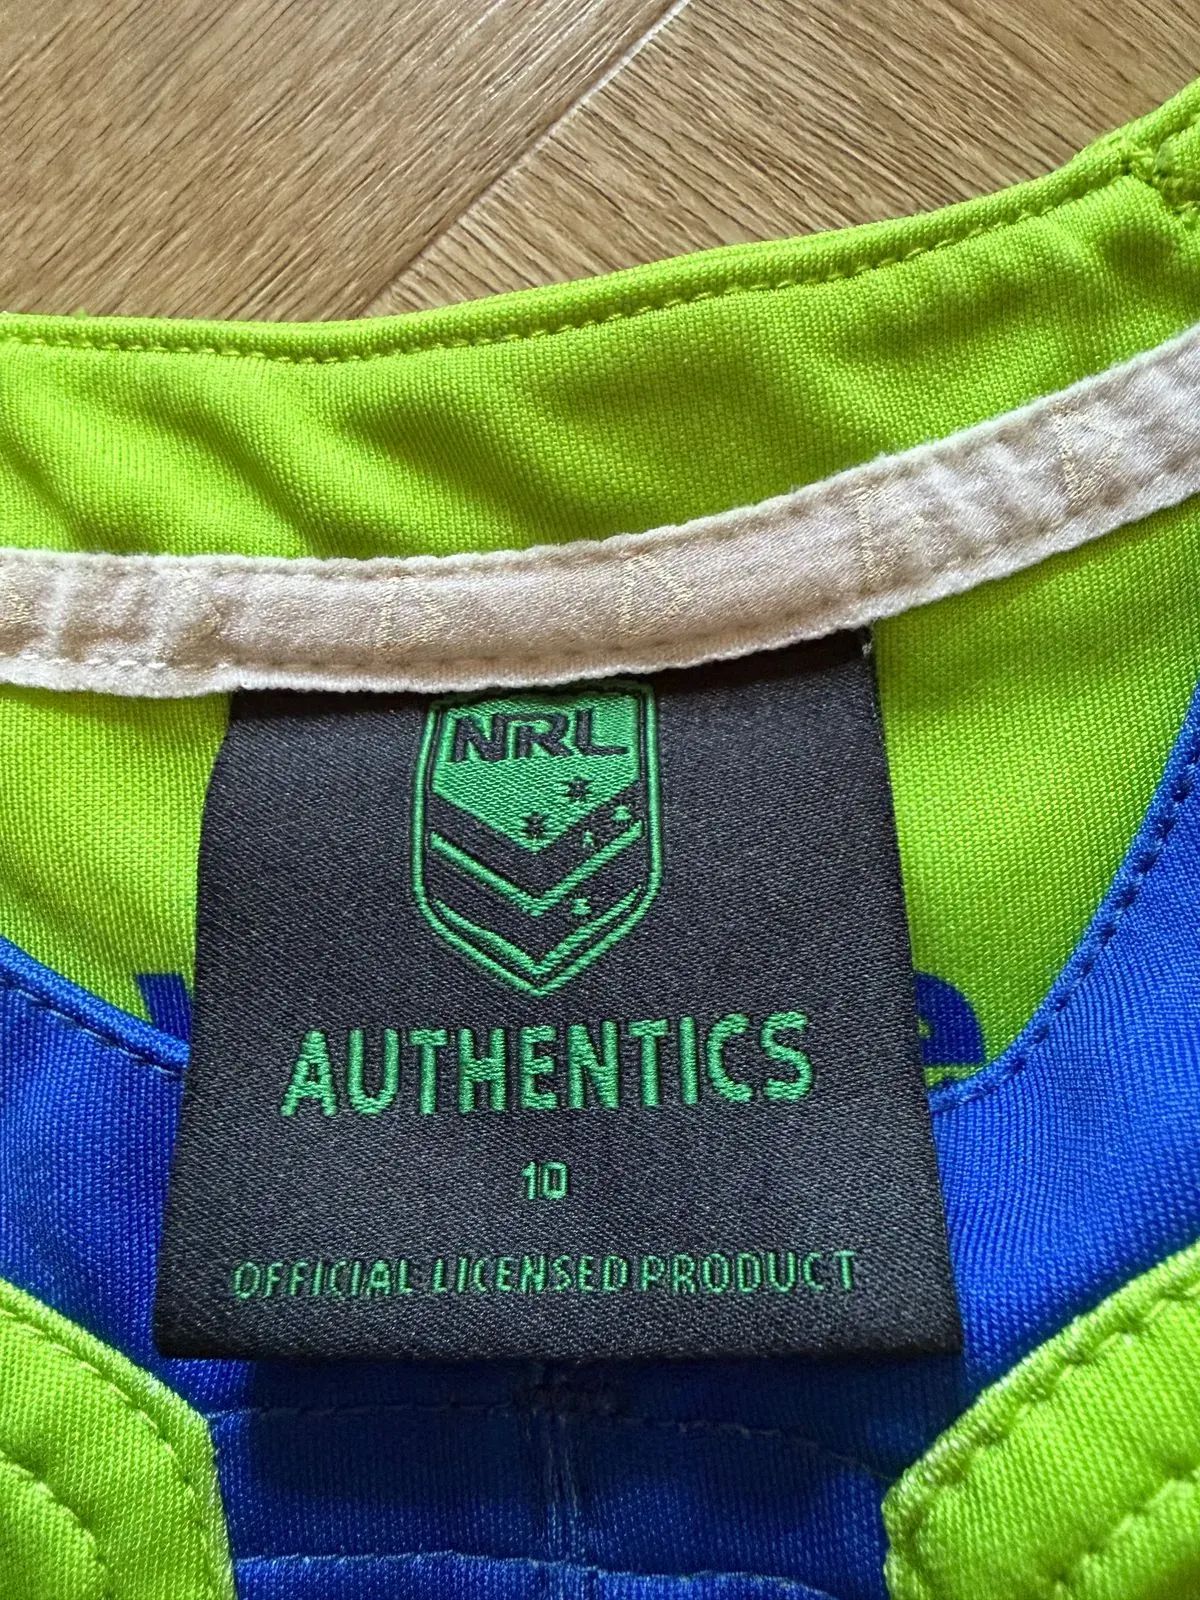 NRL
AUTHENTICS
10
OFFICIAL LICENSED PRODUCT